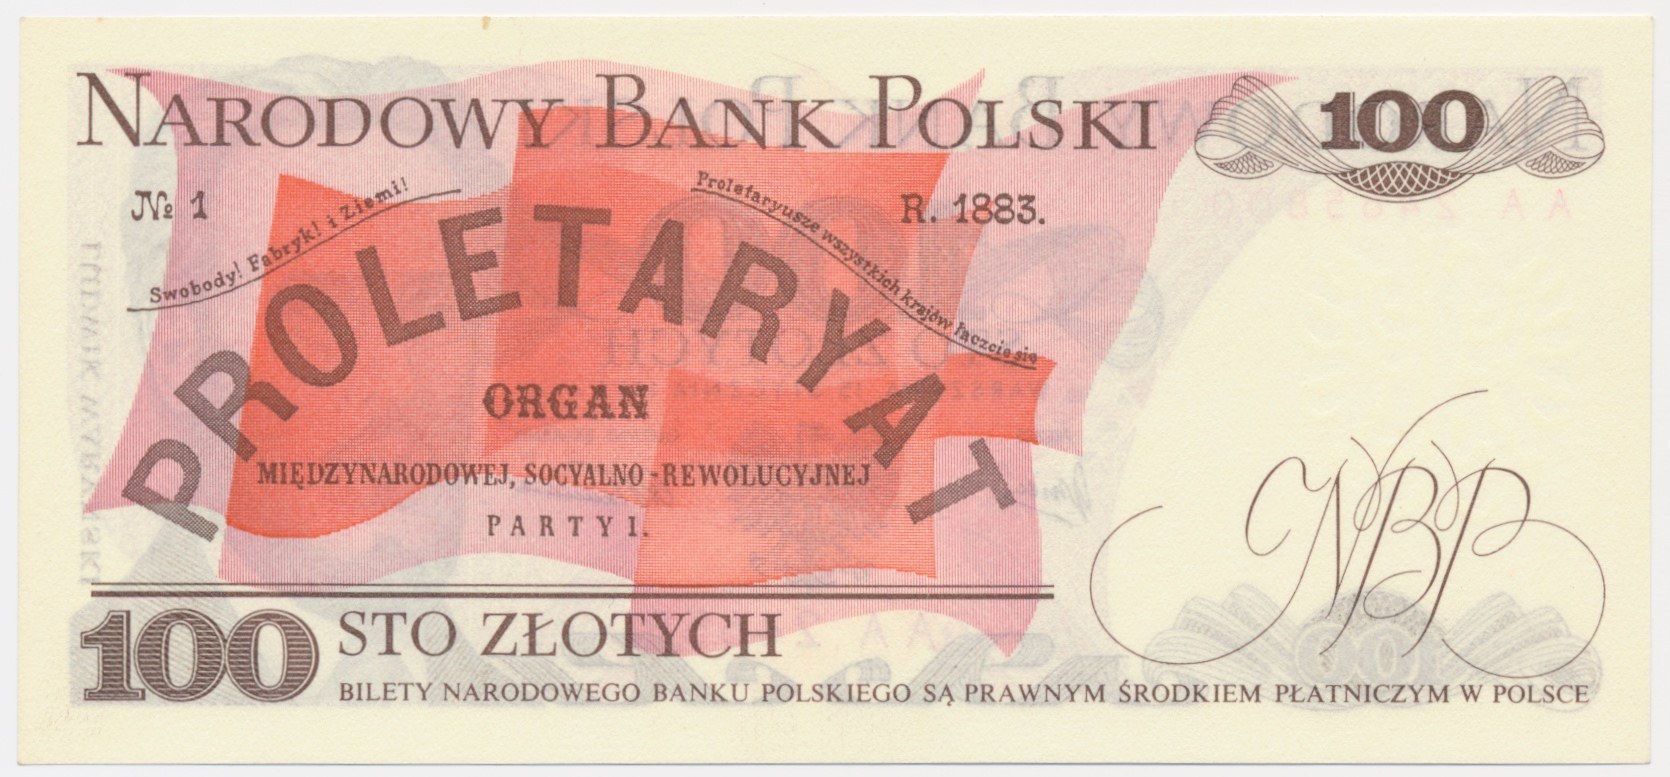 NARODOWY BANK POLSKI
100
№ 1
R. 1883.
Swobody! Fabryk! i Ziemi!
Proletaryusze wszystkich krajów łączcie się
PROLETARYAT
ORGAN
MIĘDZYNARODOWEJ, SOCYALNO-REWOLUCYJNEJ
PARTYI.
NBP
100 STO ZŁOTYCH
BILETY NARODOWEGO BANKU POLSKIEGO SĄ PRAWNYM ŚRODKIEM PŁATNICZYM W POLSCE